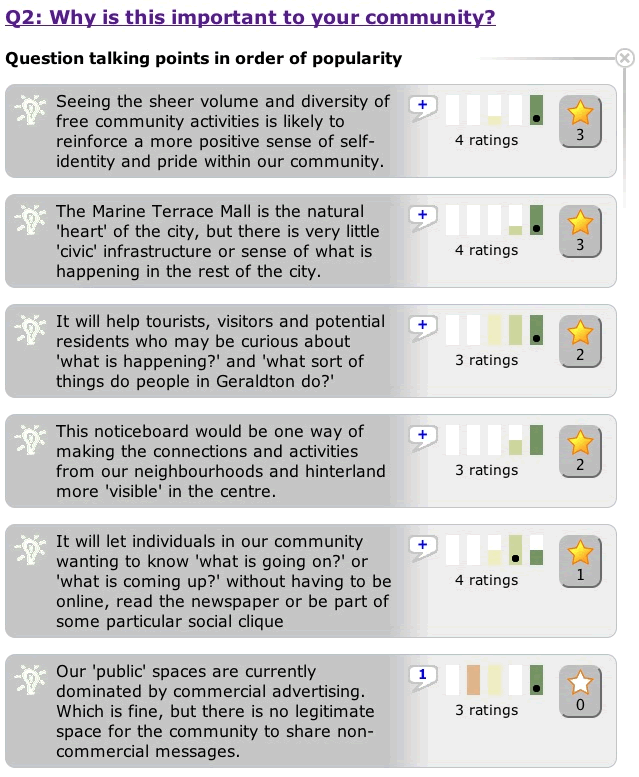 Q2: Why is this important to your community?
Question talking points in order of popularity
Seeing the sheer volume and diversity of
free community activities is likely to
reinforce a more positive sense of self-
identity and pride within our community.
+
4 ratings
3
The Marine Terrace Mall is the natural
'heart' of the city, but there is very little
'civic' infrastructure or sense of what is
happening in the rest of the city.
+
4 ratings
3
It will help tourists, visitors and potential
residents who may be curious about
'what is happening?' and 'what sort of
things do people in Geraldton do?'
+
3 ratings
2
This noticeboard would be one way of
making the connections and activities
from our neighbourhoods and hinterland
more 'visible' in the centre.
+
3 ratings
2
It will let individuals in our community
wanting to know 'what is going on?' or
'what is coming up?' without having to be
online, read the newspaper or be part of
some particular social clique
+
4 ratings
1
Our 'public' spaces are currently
dominated by commercial advertising.
Which is fine, but there is no legitimate
space for the community to share non-
commercial messages.
1
3 ratings
0